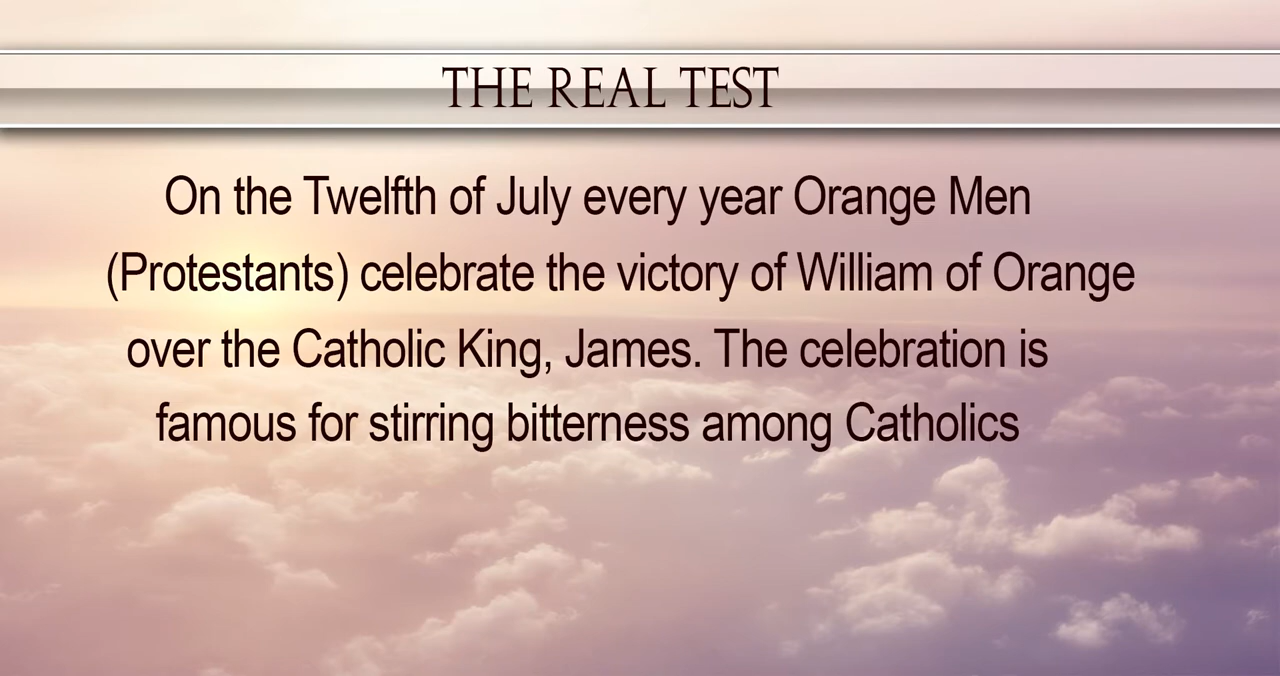 THE REAL TEST
On the Twelfth of July every year Orange Men
(Protestants) celebrate the victory of William of Orange
over the Catholic King, James. The celebration is
famous for stirring bitterness among Catholics